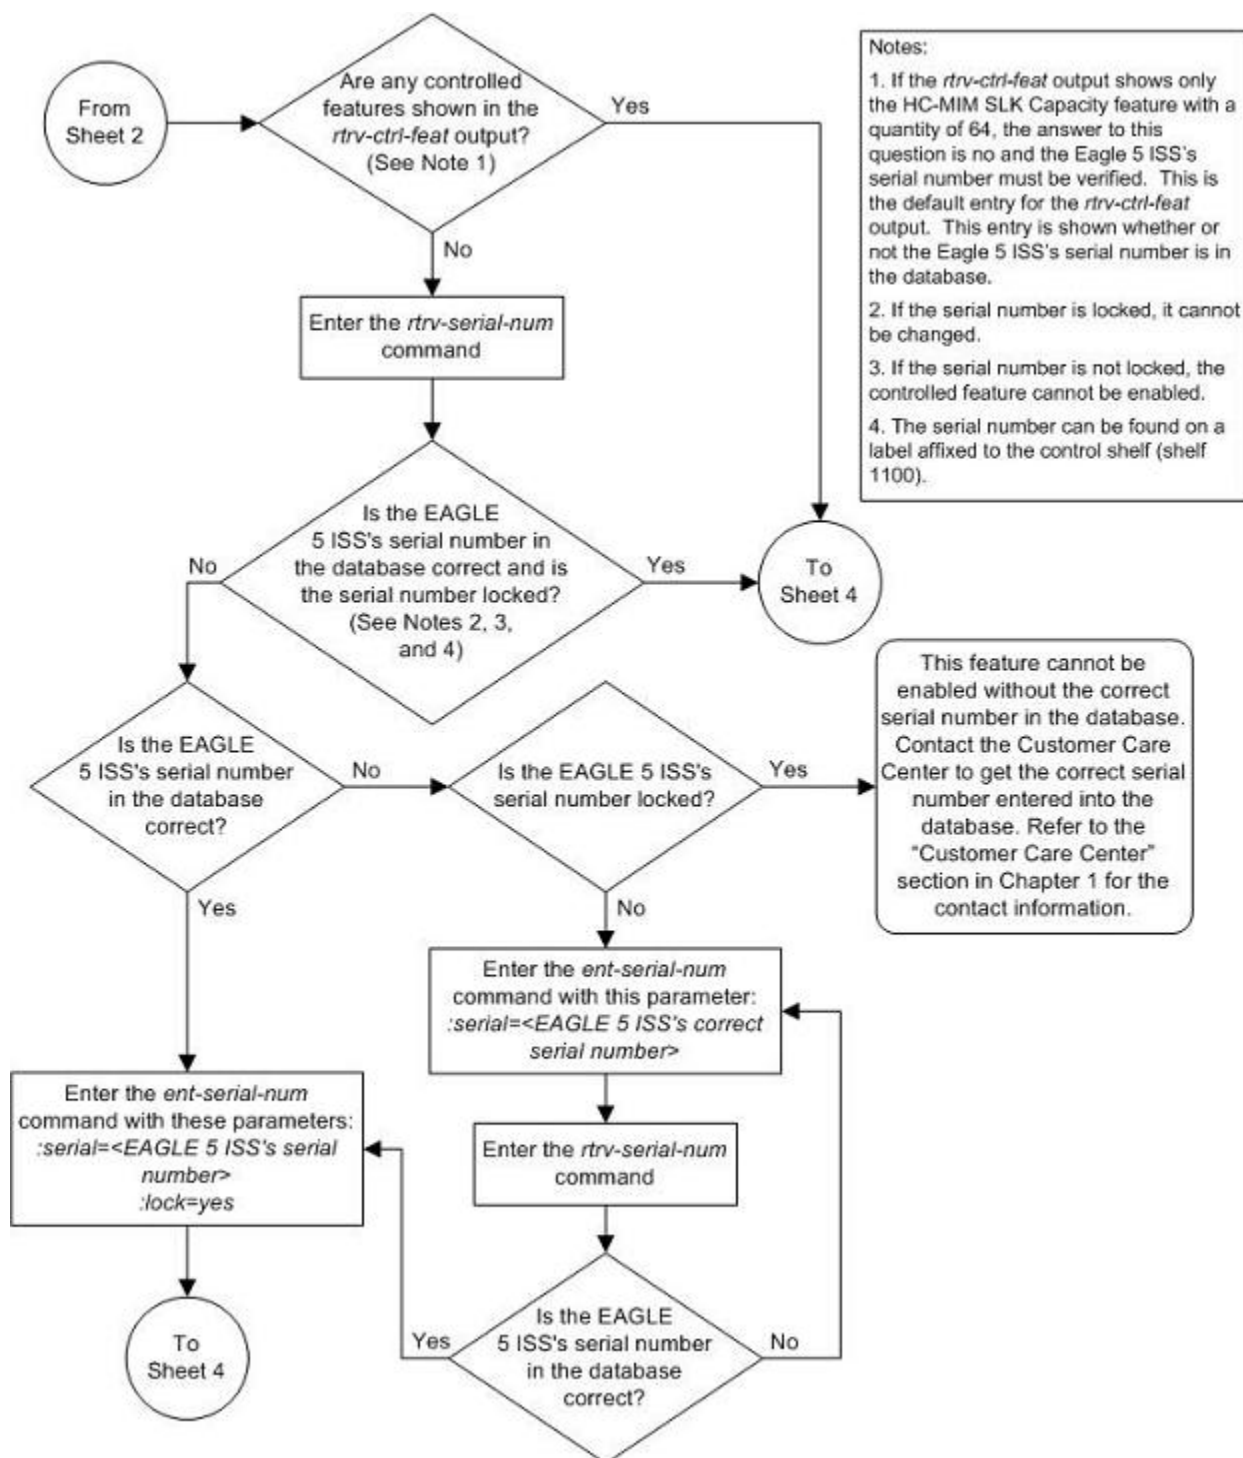 From
Sheet 2
Are any controlled
features shown in the
rtrv-ctrl-feat output?
(See Note 1)
Yes
No
Notes:
1. If the rtrv-ctrl-feat output shows only
the HC-MIM SLK Capacity feature with a
quantity of 64, the answer to this
question is no and the Eagle 5 ISS's
serial number must be verified. This is
the default entry for the rtrv-ctrl-feat
output. This entry is shown whether or
not the Eagle 5 ISS's serial number is in
the database.
2. If the serial number is locked, it cannot
be changed.
3. If the serial number is not locked, the
controlled feature cannot be enabled.
4. The serial number can be found on a
label affixed to the control shelf (shelf
1100).
Enter the rtrv-serial-num
command
Is the EAGLE
5 ISS's serial number in
the database correct and is
the serial number locked?
(See Notes 2, 3,
and 4)
No
Yes
To
Sheet 4
Is the EAGLE
5 ISS's serial number
in the database
correct?
No
Yes
Is the EAGLE 5 ISS's
serial number locked?
Yes
No
This feature cannot be
enabled without the correct
serial number in the database.
Contact the Customer Care
Center to get the correct serial
number entered into the
database. Refer to the
“Customer Care Center”
section in Chapter 1 for the
contact information.
Enter the ent-serial-num
command with this parameter:
:serial=<EAGLE 5 ISS's correct
serial number>
Enter the ent-serial-num
command with these parameters:
:serial=<EAGLE 5 ISS's serial
number>
:lock=yes
Enter the rtrv-serial-num
command
Is the EAGLE
5 ISS's serial number
in the database
correct?
Yes
No
To
Sheet 4